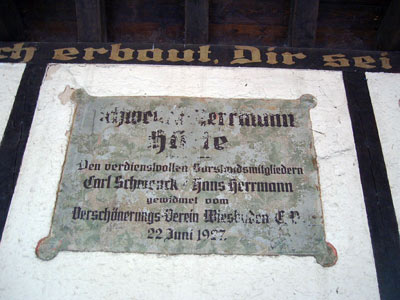 ch erbaut, Dir sei
Schwenck-Herrmann
Hütte
Den verdienstvollen Vorstandsmitgliedern
Carl Schwenck / Hans Herrmann
gewidmet vom
Verschönerungs-Verein Wiesbaden E.V.
22. Juni 1927.